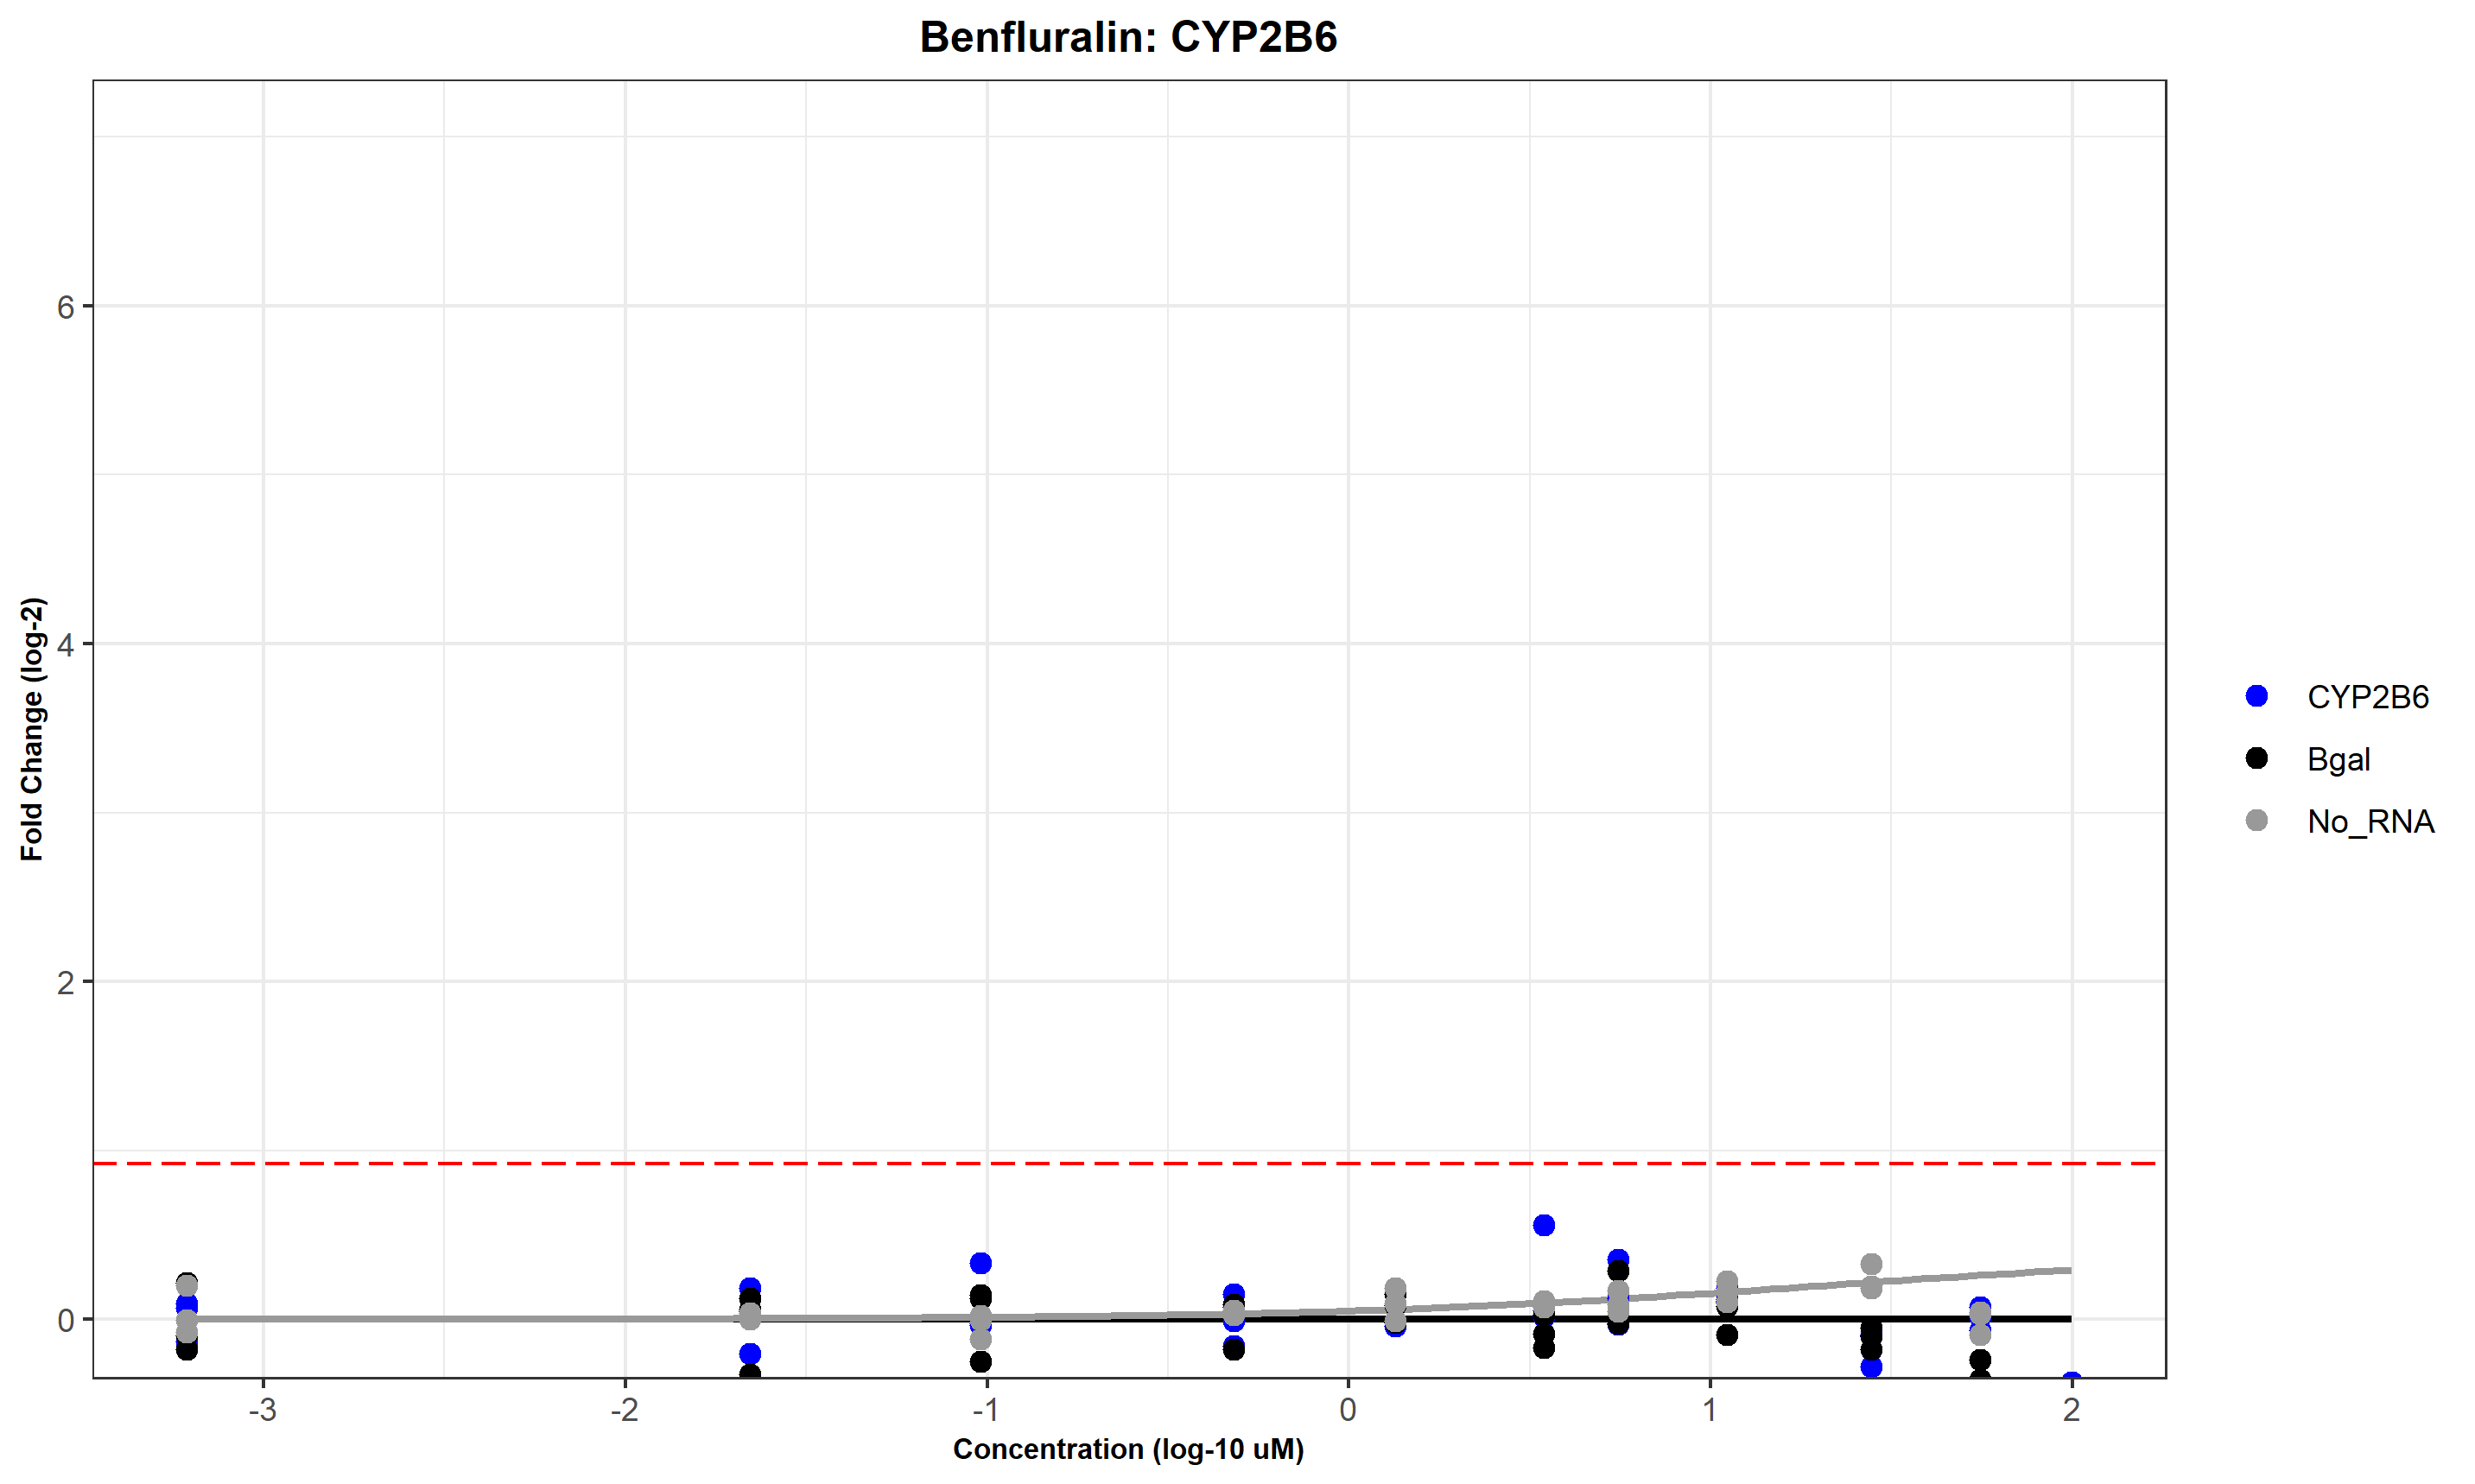 Benfluralin: CYP2B6
Fold Change (log-2)
6
4
2
0
-3
-2
-1
0
1
2
Concentration (log-10 uM)
CYP2B6
Bgal
No_RNA